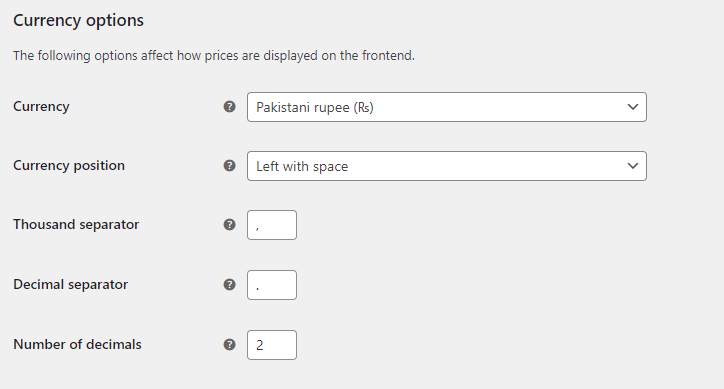 Currency options
The following options affect how prices are displayed on the frontend.
Currency ? Pakistani rupee (₨)
Currency position ? Left with space
Thousand separator ? ,
Decimal separator ? .
Number of decimals ? 2